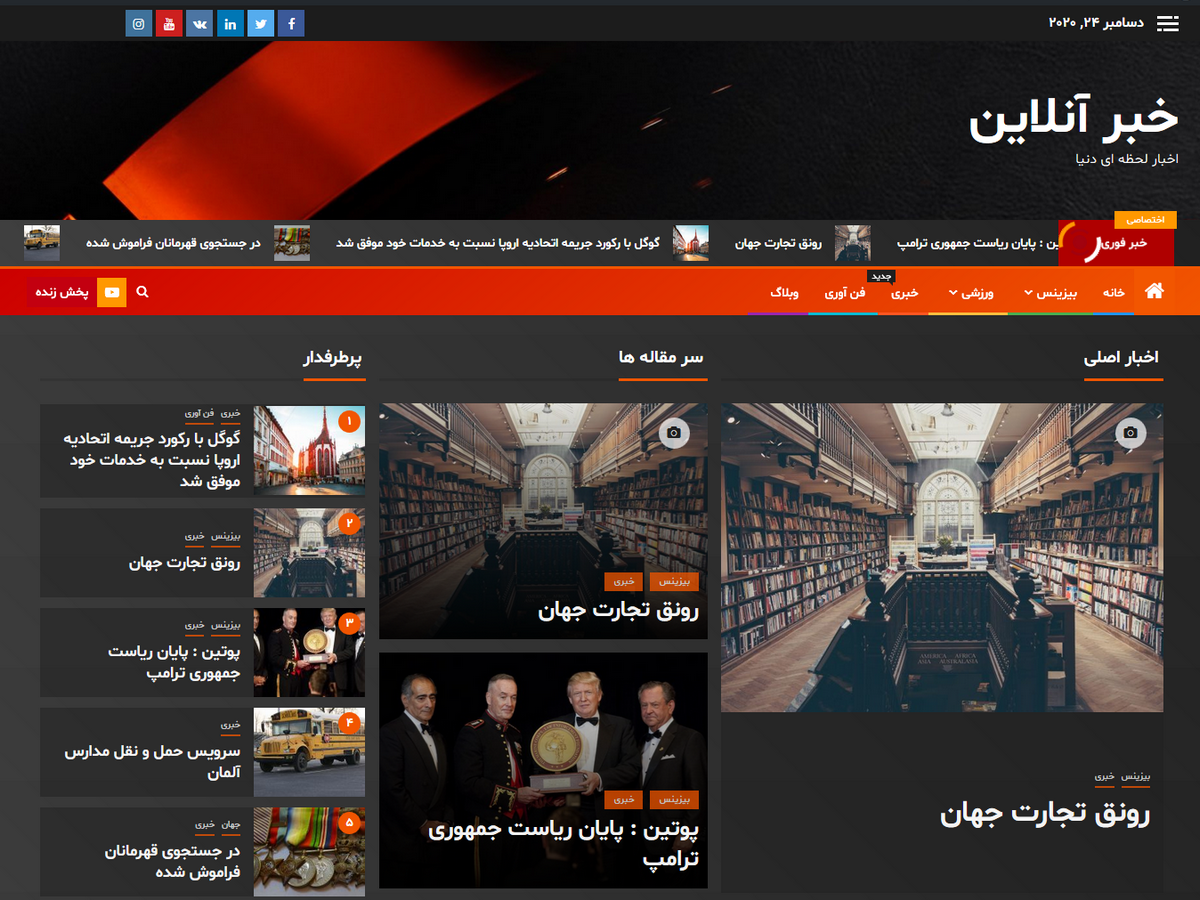 دسامبر ۲۴, ۲۰۲۰
خبر آنلاین
اخبار لحظه ای دنیا
اختصاصی
خبر فوری
ین : پایان ریاست جمهوری ترامپ
رونق تجارت جهان
گوگل با رکورد جریمه اتحادیه اروپا نسبت به خدمات خود موفق شد
در جستجوی قهرمانان فراموش شده
خانه
بیزینس
ورزشی
خبری
جدید
فن آوری
وبلاگ
پخش زنده
اخبار اصلی
AMERICA AFRICA
ASIA AUSTRALASIA
بیزینس خبری
رونق تجارت جهان
سر مقاله ها
بیزینس خبری
رونق تجارت جهان
بیزینس خبری
پوتین : پایان ریاست جمهوری
ترامپ
پرطرفدار
۱
خبری فن آوری
گوگل با رکورد جریمه اتحادیه
اروپا نسبت به خدمات خود
موفق شد
۲
بیزینس خبری
رونق تجارت جهان
۳
بیزینس خبری
پوتین : پایان ریاست
جمهوری ترامپ
۴
خبری
سرویس حمل و نقل مدارس
آلمان
۵
جهان خبری
در جستجوی قهرمانان
فراموش شده